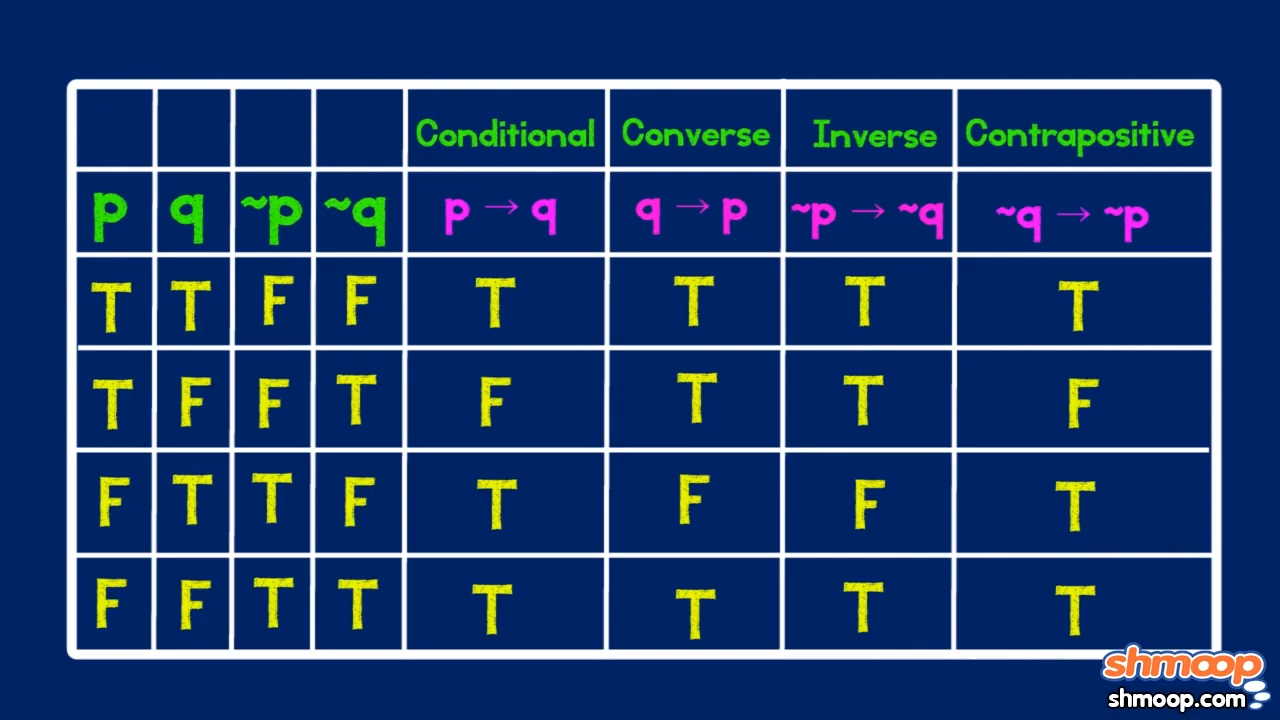 Conditional Converse Inverse Contrapositive
p q ~p ~q p → q q → p ~p → ~q ~q → ~p
T T F F T T T T
T F F T F T T F
F T T F T F F T
F F T T T T T T
shmoop
shmoop.com